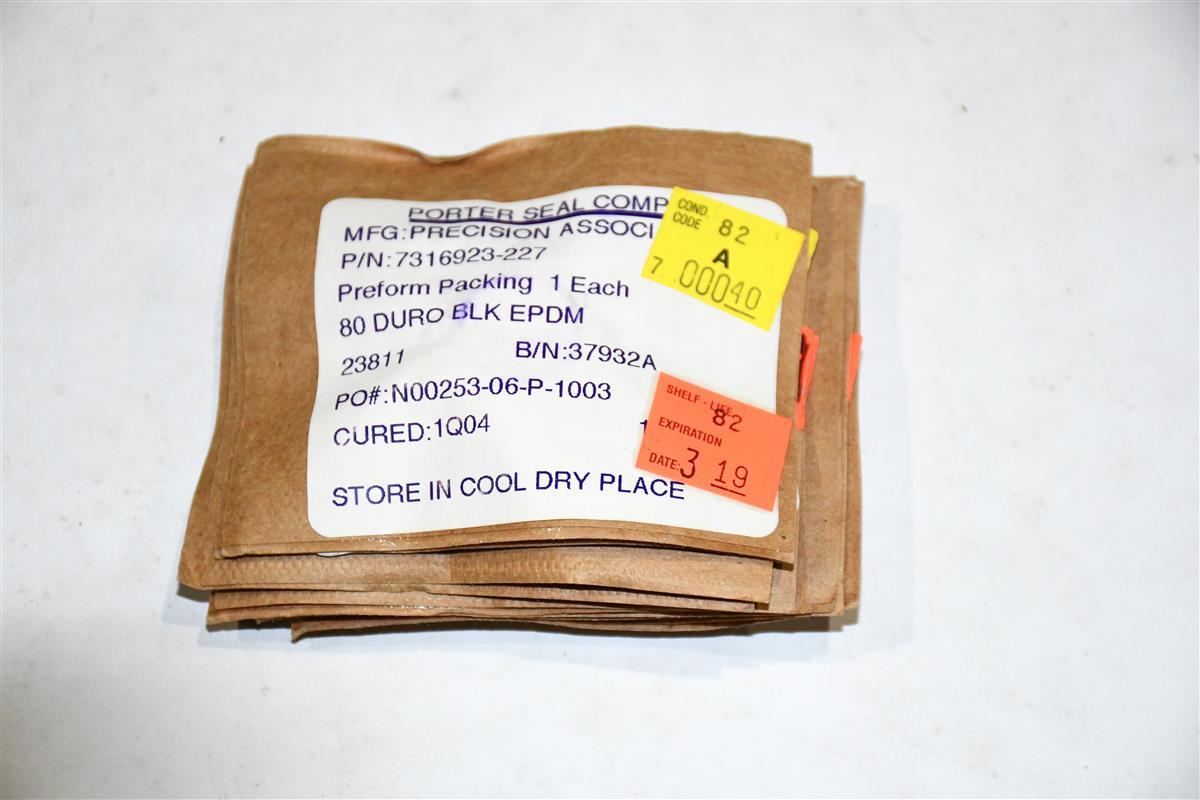 PORTER SEAL COMP
MFG:PRECISION ASSOCI
P/N:7316923-227
Preform Packing 1 Each
80 DURO BLK EPDM
23811 B/N:37932A
PO#:N00253-06-P-1003
CURED:1Q04 1
STORE IN COOL DRY PLACE
COND. CODE 82
A
7 00040
SHELF-LIFE 82
EXPIRATION
DATE: 3 19